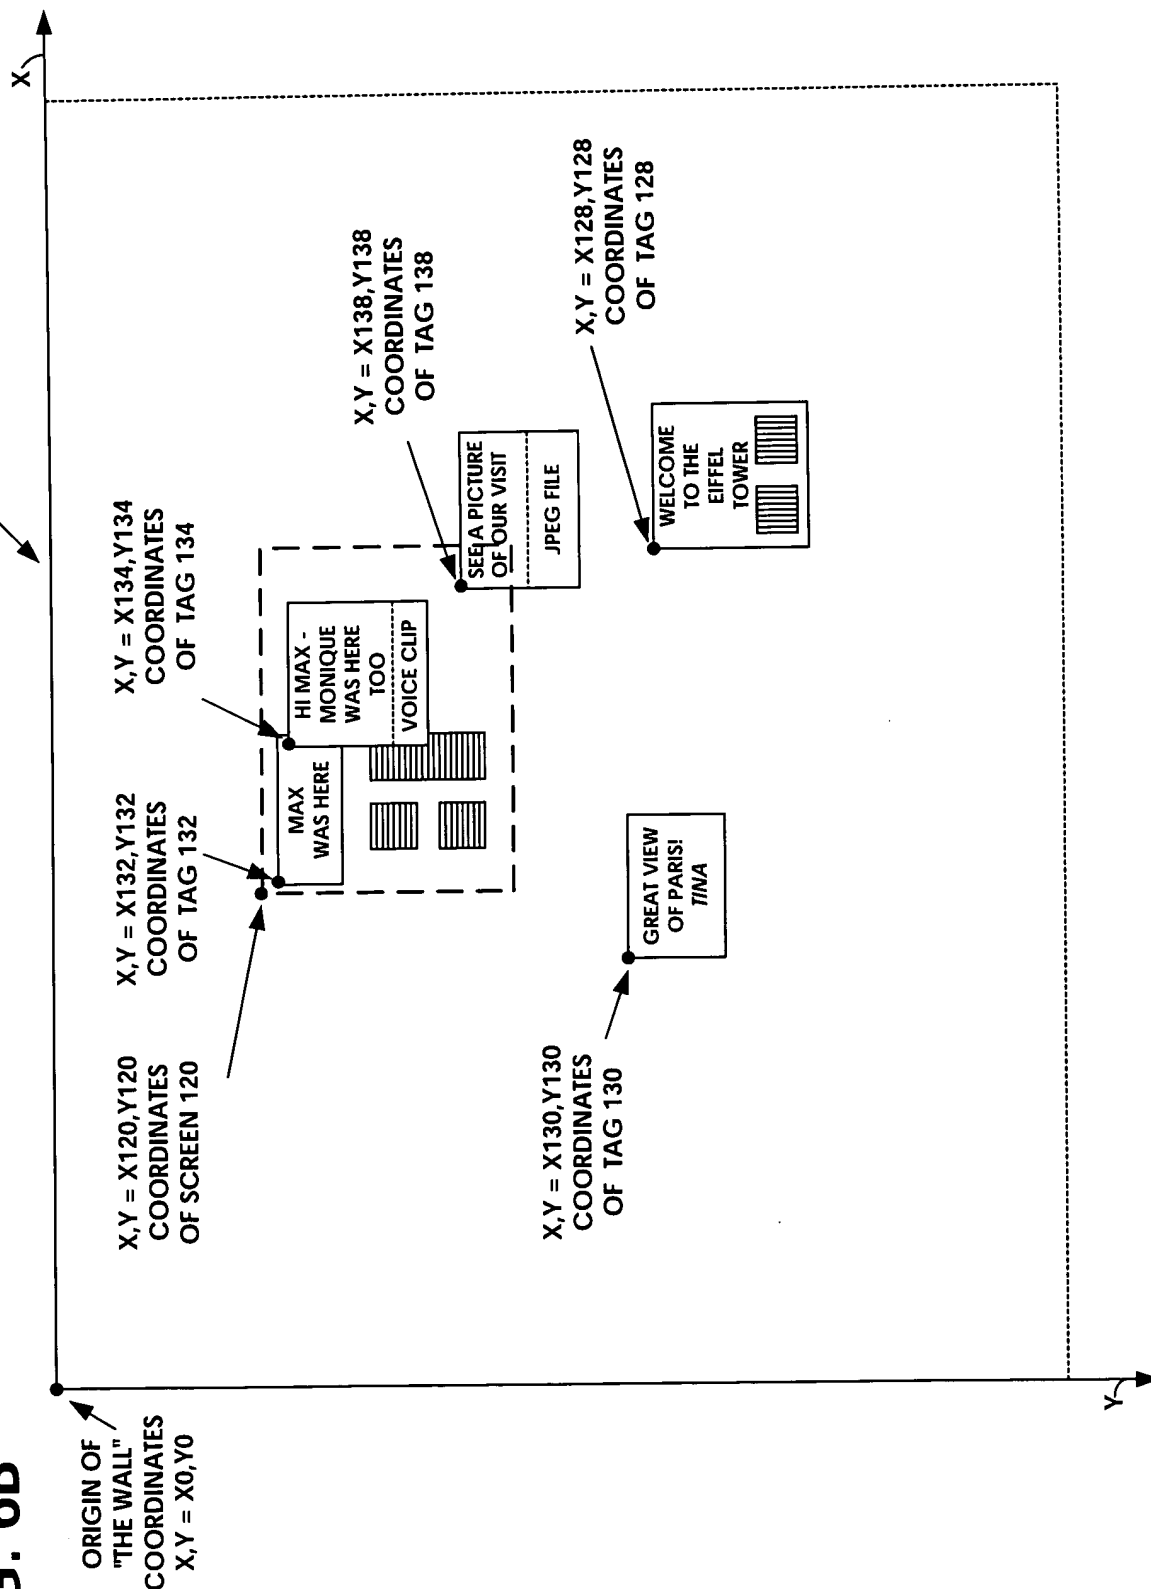 6B
X
ORIGIN OF
"THE WALL"
COORDINATES
X,Y = X0,Y0
X,Y = X120,Y120
COORDINATES
OF SCREEN 120
X,Y = X132,Y132
COORDINATES
OF TAG 132
X,Y = X134,Y134
COORDINATES
OF TAG 134
X,Y = X138,Y138
COORDINATES
OF TAG 138
MAX
WAS HERE
HI MAX -
MONIQUE
WAS HERE
TOO
VOICE CLIP
SEE A PICTURE
OF OUR VISIT
JPEG FILE
X,Y = X130,Y130
COORDINATES
OF TAG 130
GREAT VIEW
OF PARIS!
TINA
X,Y = X128,Y128
COORDINATES
OF TAG 128
WELCOME
TO THE
EIFFEL
TOWER
Y